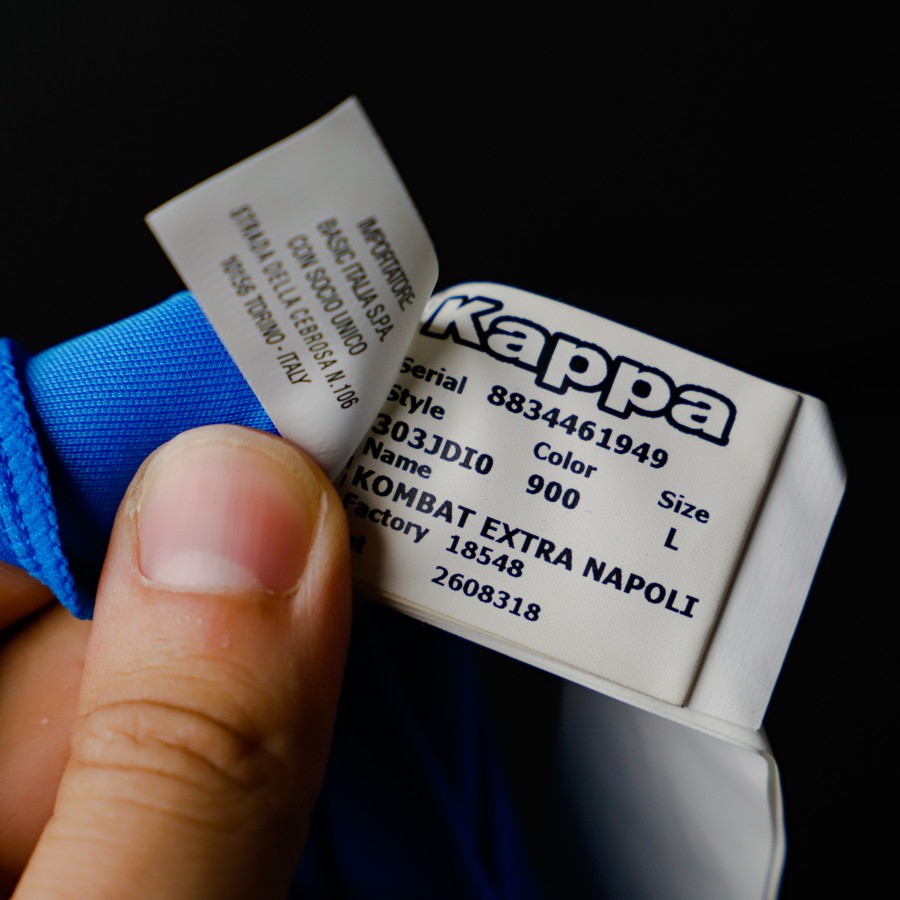 IMPORTATORE:
BASIC ITALIA S.P.A.
CON SOCIO UNICO
STRADA DELLA CEBROSA N.106
10156 TORINO - ITALY
Kappa
Serial 8834461949
Style Color Size
303JDI0 900 L
Name
KOMBAT EXTRA NAPOLI
Factory 18548
2608318